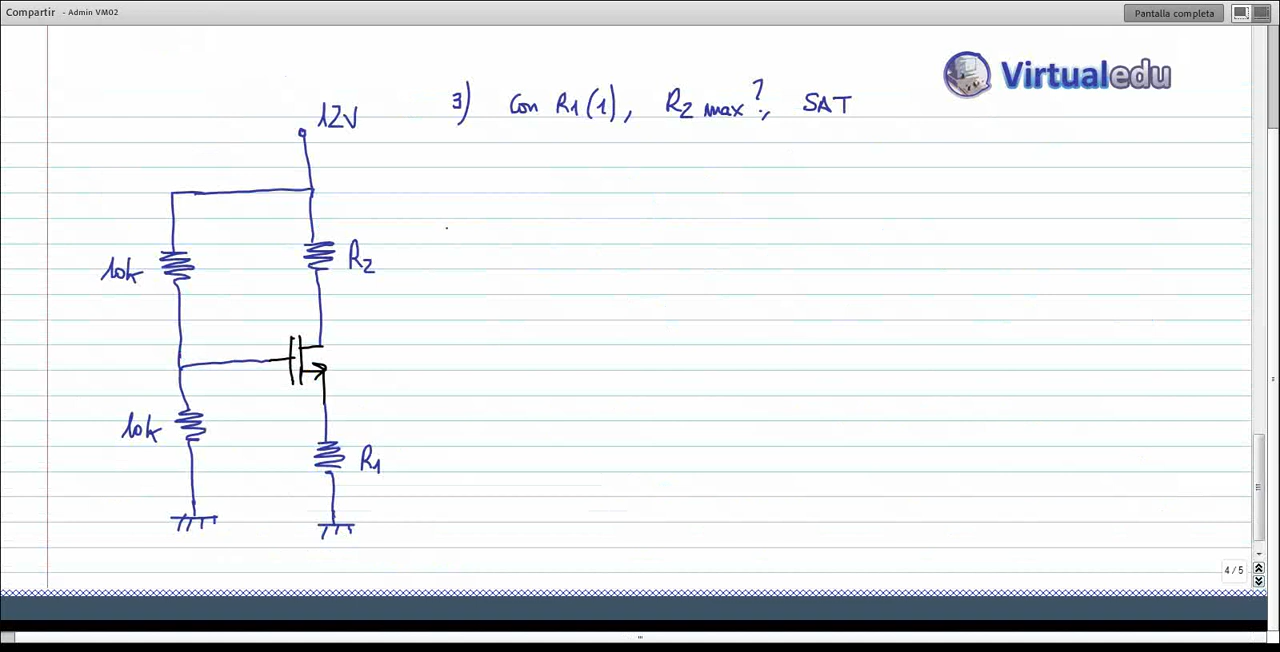 Compartir - Admin VM02
Pantalla completa
Virtualedu
3) Con R1(1), R2 max?, SAT
12V
10k
R2
10k
R1
4 / 5